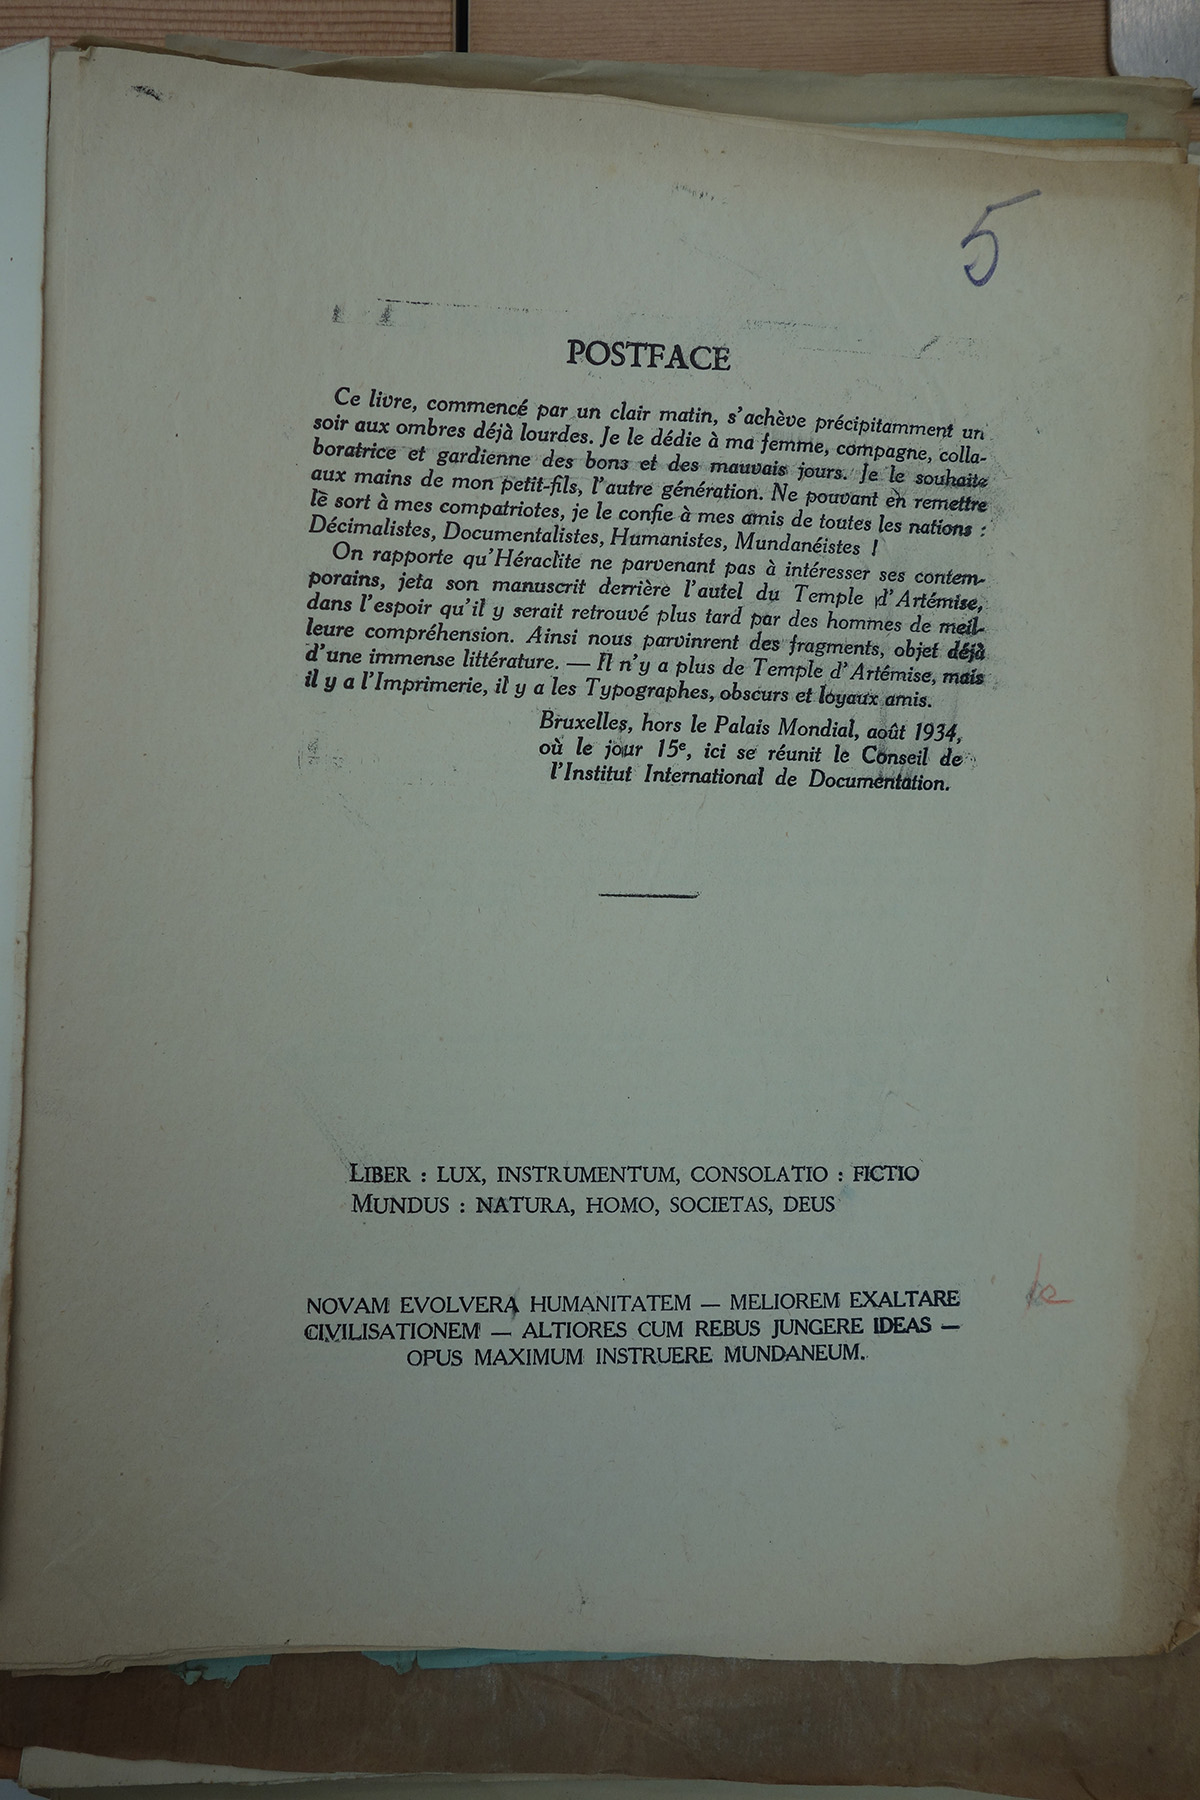 5
POSTFACE
Ce livre, commencé par un clair matin, s'achève précipitamment un
soir aux ombres déjà lourdes. Je le dédie à ma femme, compagne, colla-
boratrice et gardienne des bons et des mauvais jours. Je le souhaite
aux mains de mon petit-fils, l'autre génération. Ne pouvant en remettre
le sort à mes compatriotes, je le confie à mes amis de toutes les nations :
Décimalistes, Documentalistes, Humanistes, Mundanéistes !
On rapporte qu'Héraclite ne parvenant pas à intéresser ses contem-
porains, jeta son manuscrit derrière l'autel du Temple d'Artémise,
dans l'espoir qu'il y serait retrouvé plus tard par des hommes de meil-
leure compréhension. Ainsi nous parvinrent des fragments, objet déjà
d'une immense littérature. — Il n'y a plus de Temple d'Artémise, mais
il y a l'Imprimerie, il y a les Typographes, obscurs et loyaux amis.
Bruxelles, hors le Palais Mondial, août 1934,
où le jour 15e, ici se réunit le Conseil de
l'Institut International de Documentation.
LIBER : LUX, INSTRUMENTUM, CONSOLATIO : FICTIO
MUNDUS : NATURA, HOMO, SOCIETAS, DEUS
NOVAM EVOLVERA HUMANITATEM — MELIOREM EXALTARE
CIVILISATIONEM — ALTIORES CUM REBUS JUNGERE IDEAS —
OPUS MAXIMUM INSTRUERE MUNDANEUM.